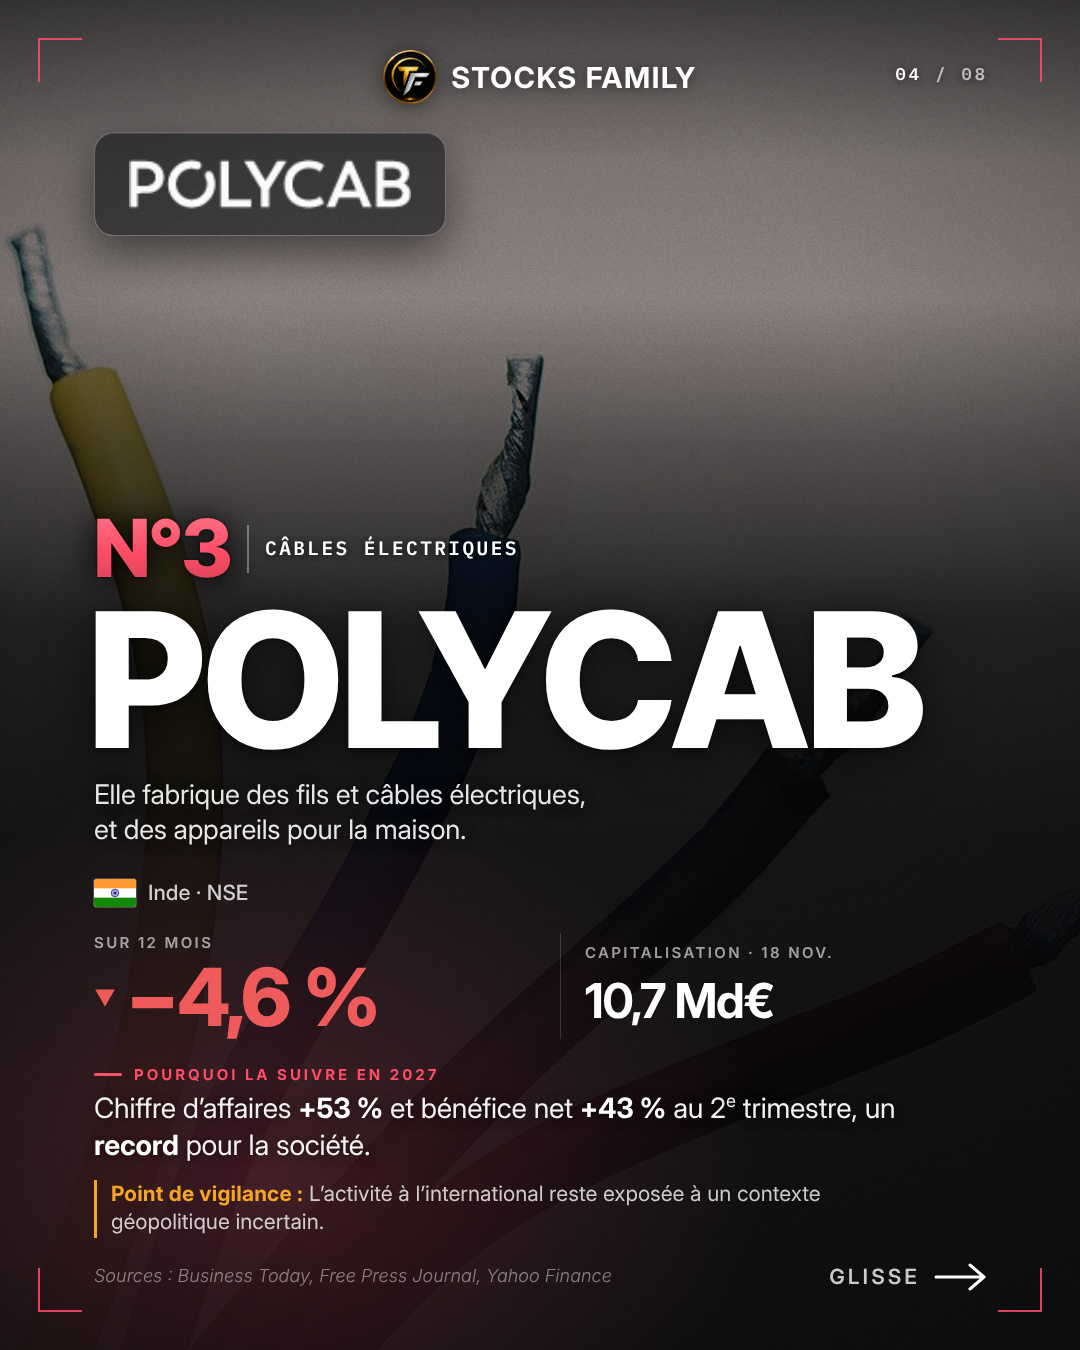 STOCKS FAMILY
04 / 08
POLYCAB
N°3
CÂBLES ÉLECTRIQUES
POLYCAB
Elle fabrique des fils et câbles électriques,
et des appareils pour la maison.
Inde · NSE
SUR 12 MOIS
▼ –4,6 %
CAPITALISATION · 18 NOV.
10,7 Md€
POURQUOI LA SUIVRE EN 2027
Chiffre d’affaires +53 % et bénéfice net +43 % au 2e trimestre, un
record pour la société.
Point de vigilance : L’activité à l’international reste exposée à un contexte
géopolitique incertain.
Sources : Business Today, Free Press Journal, Yahoo Finance
GLISSE →